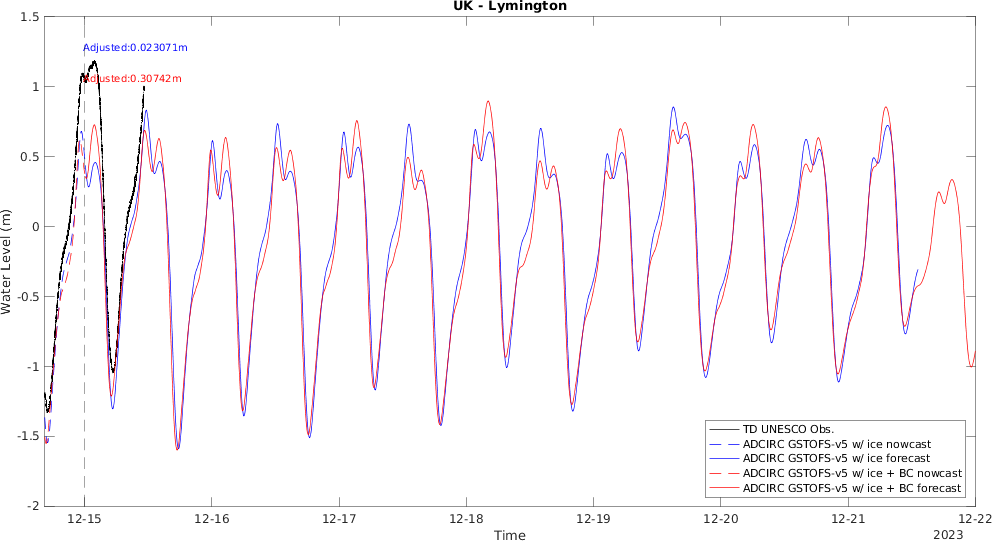 UK - Lymington
Adjusted:0.023071m
Adjusted:0.30742m
Water Level (m)
1.5
1
0.5
0
-0.5
-1
-1.5
-2
12-15
12-16
12-17
12-18
12-19
12-20
12-21
12-22
Time
2023
TD UNESCO Obs.
ADCIRC GSTOFS-v5 w/ ice nowcast
ADCIRC GSTOFS-v5 w/ ice forecast
ADCIRC GSTOFS-v5 w/ ice + BC nowcast
ADCIRC GSTOFS-v5 w/ ice + BC forecast